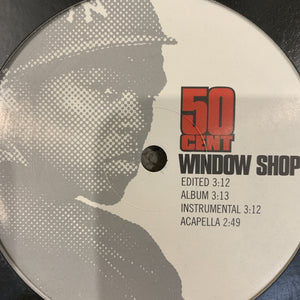 50
CENT
WINDOW SHOP
EDITED 3:12
ALBUM 3:13
INSTRUMENTAL 3:12
ACAPELLA 2:49